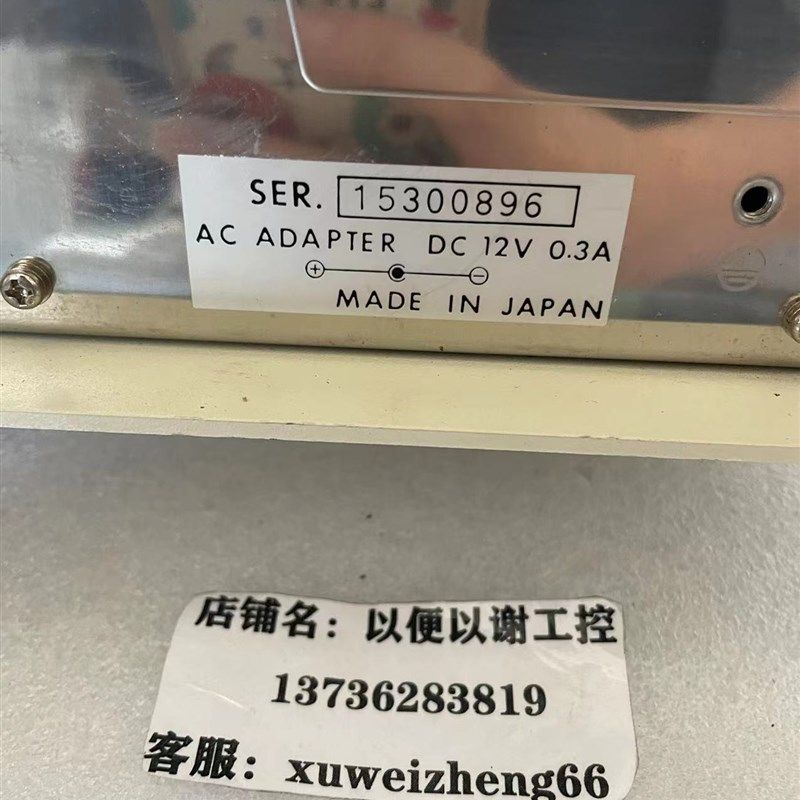 SER. 15300896
AC ADAPTER DC 12V 0.3A
MADE IN JAPAN
店铺名：以便以谢工控
13736283819
客服：xuweizheng66